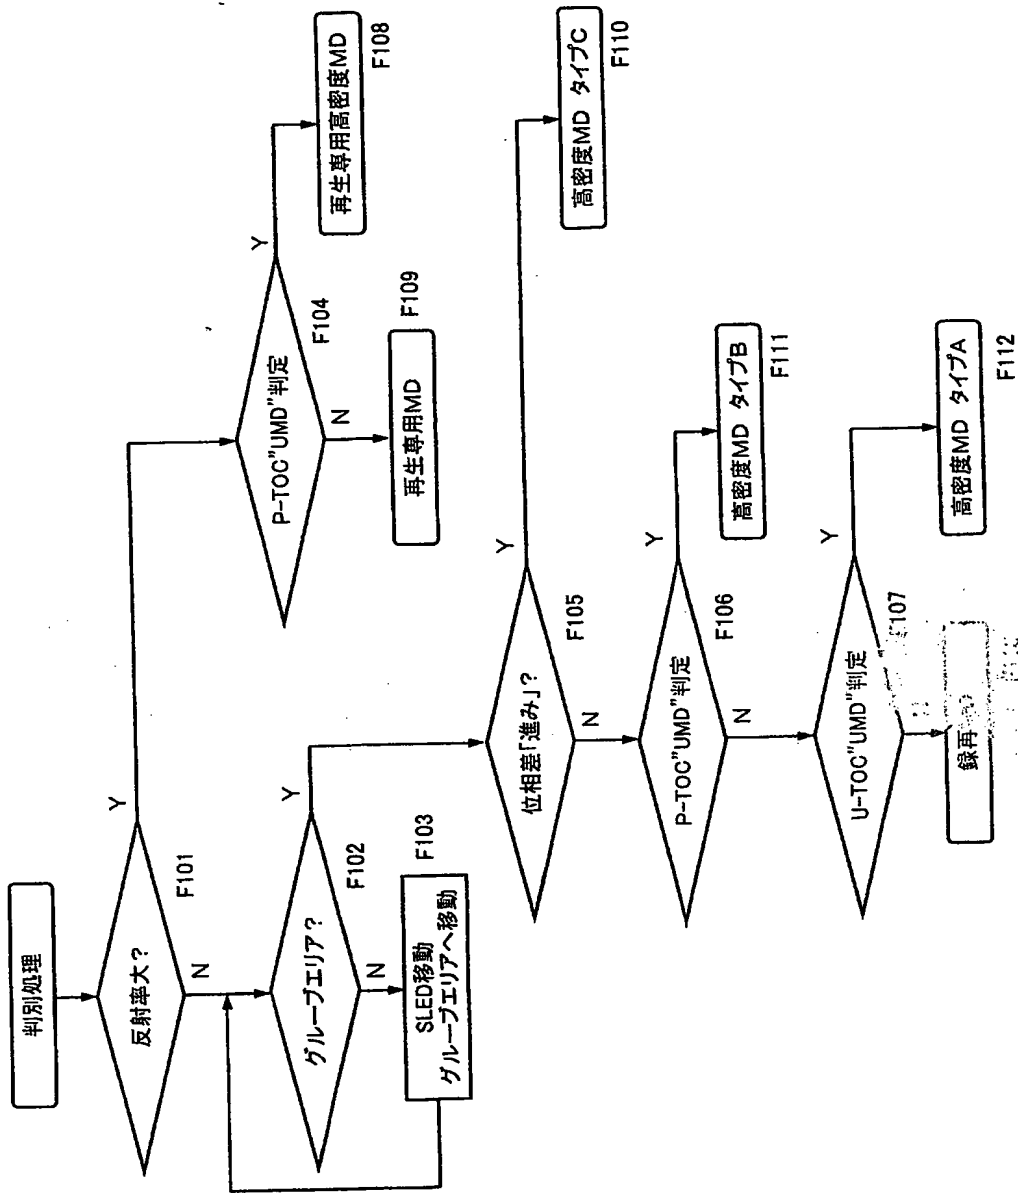 判別処理
反射率大?
Y
F101
N
グループエリア?
Y
F102
N
SLED移動
グループエリアへ移動
F103
P-TOC"UMD"判定
Y
F104
N
再生専用高密度MD
F108
再生専用MD
F109
位相差「進み」?
Y
F105
N
高密度MD タイプC
F110
P-TOC"UMD"判定
Y
F106
N
高密度MD タイプB
F111
U-TOC"UMD"判定
Y
F107
高密度MD タイプA
F112
録再